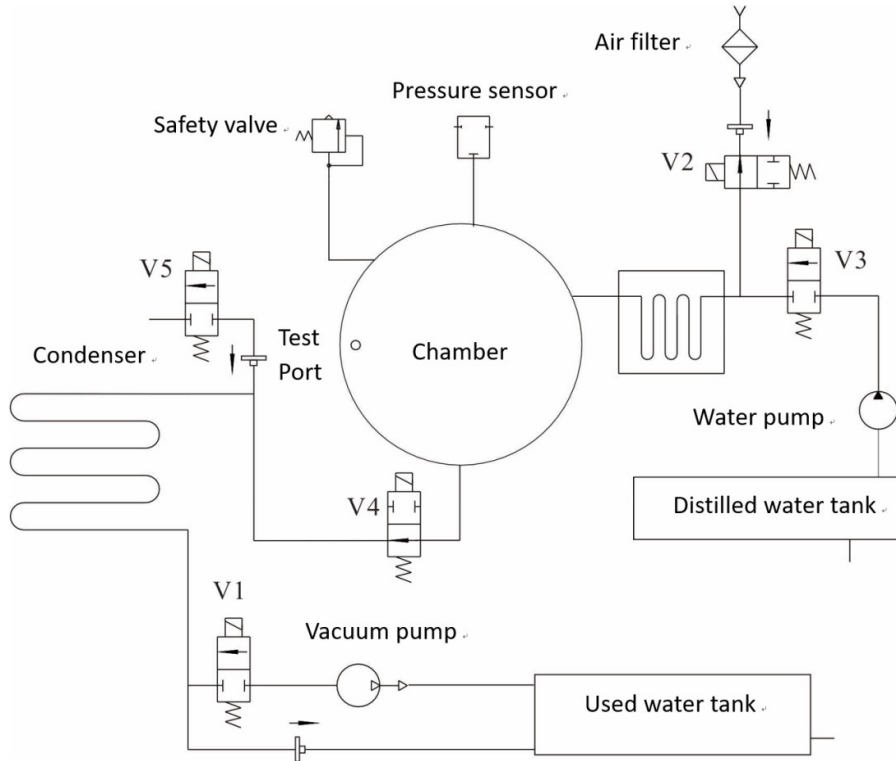 Air filter
Pressure sensor
Safety valve
V2
V5
V3
Test
Port
Condenser
Chamber
Water pump
V4
Distilled water tank
V1
Vacuum pump
Used water tank